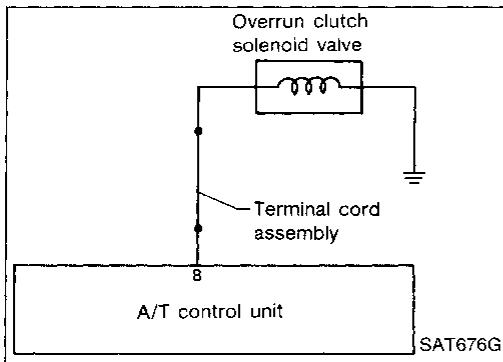 Overrun clutch
solenoid valve
Terminal cord
assembly
8
A/T control unit
SAT676G